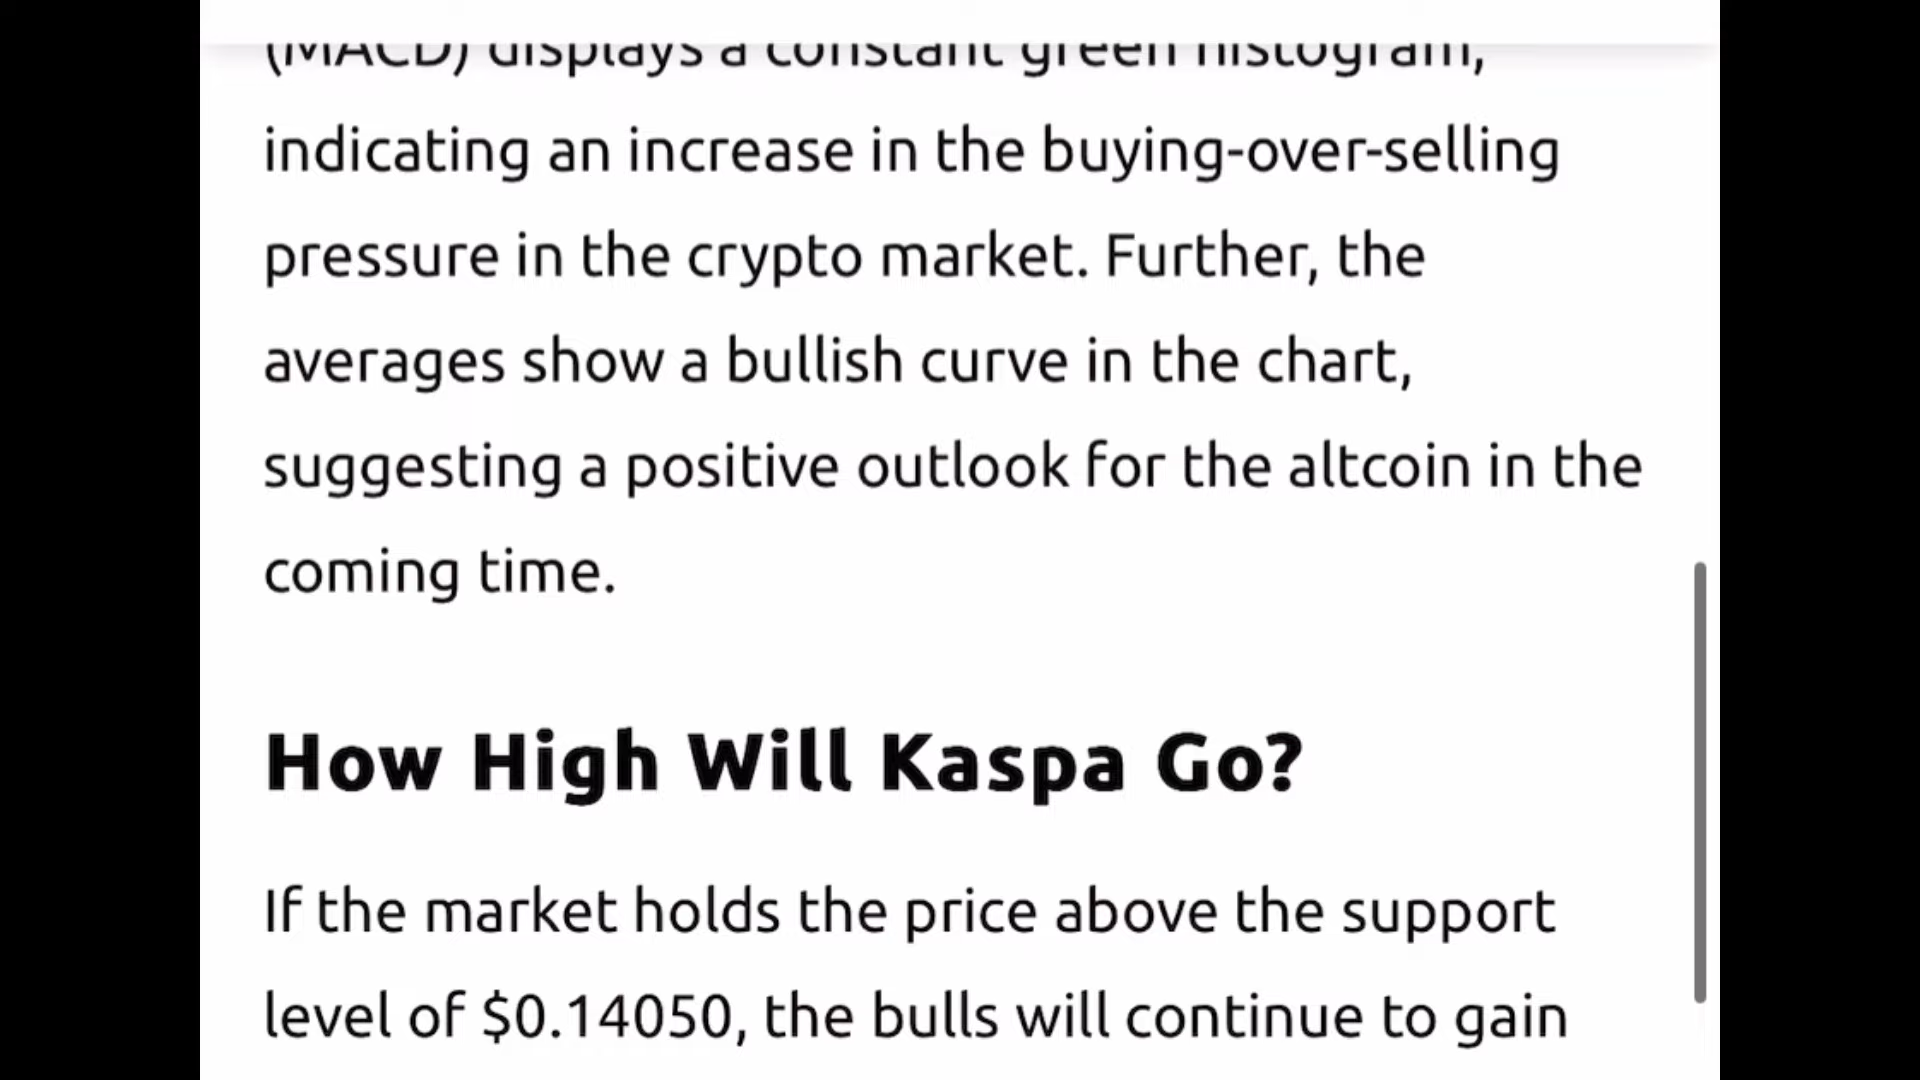 (MACD) displays a constant green histogram,
indicating an increase in the buying-over-selling
pressure in the crypto market. Further, the
averages show a bullish curve in the chart,
suggesting a positive outlook for the altcoin in the
coming time.
How High Will Kaspa Go?
If the market holds the price above the support
level of $0.14050, the bulls will continue to gain